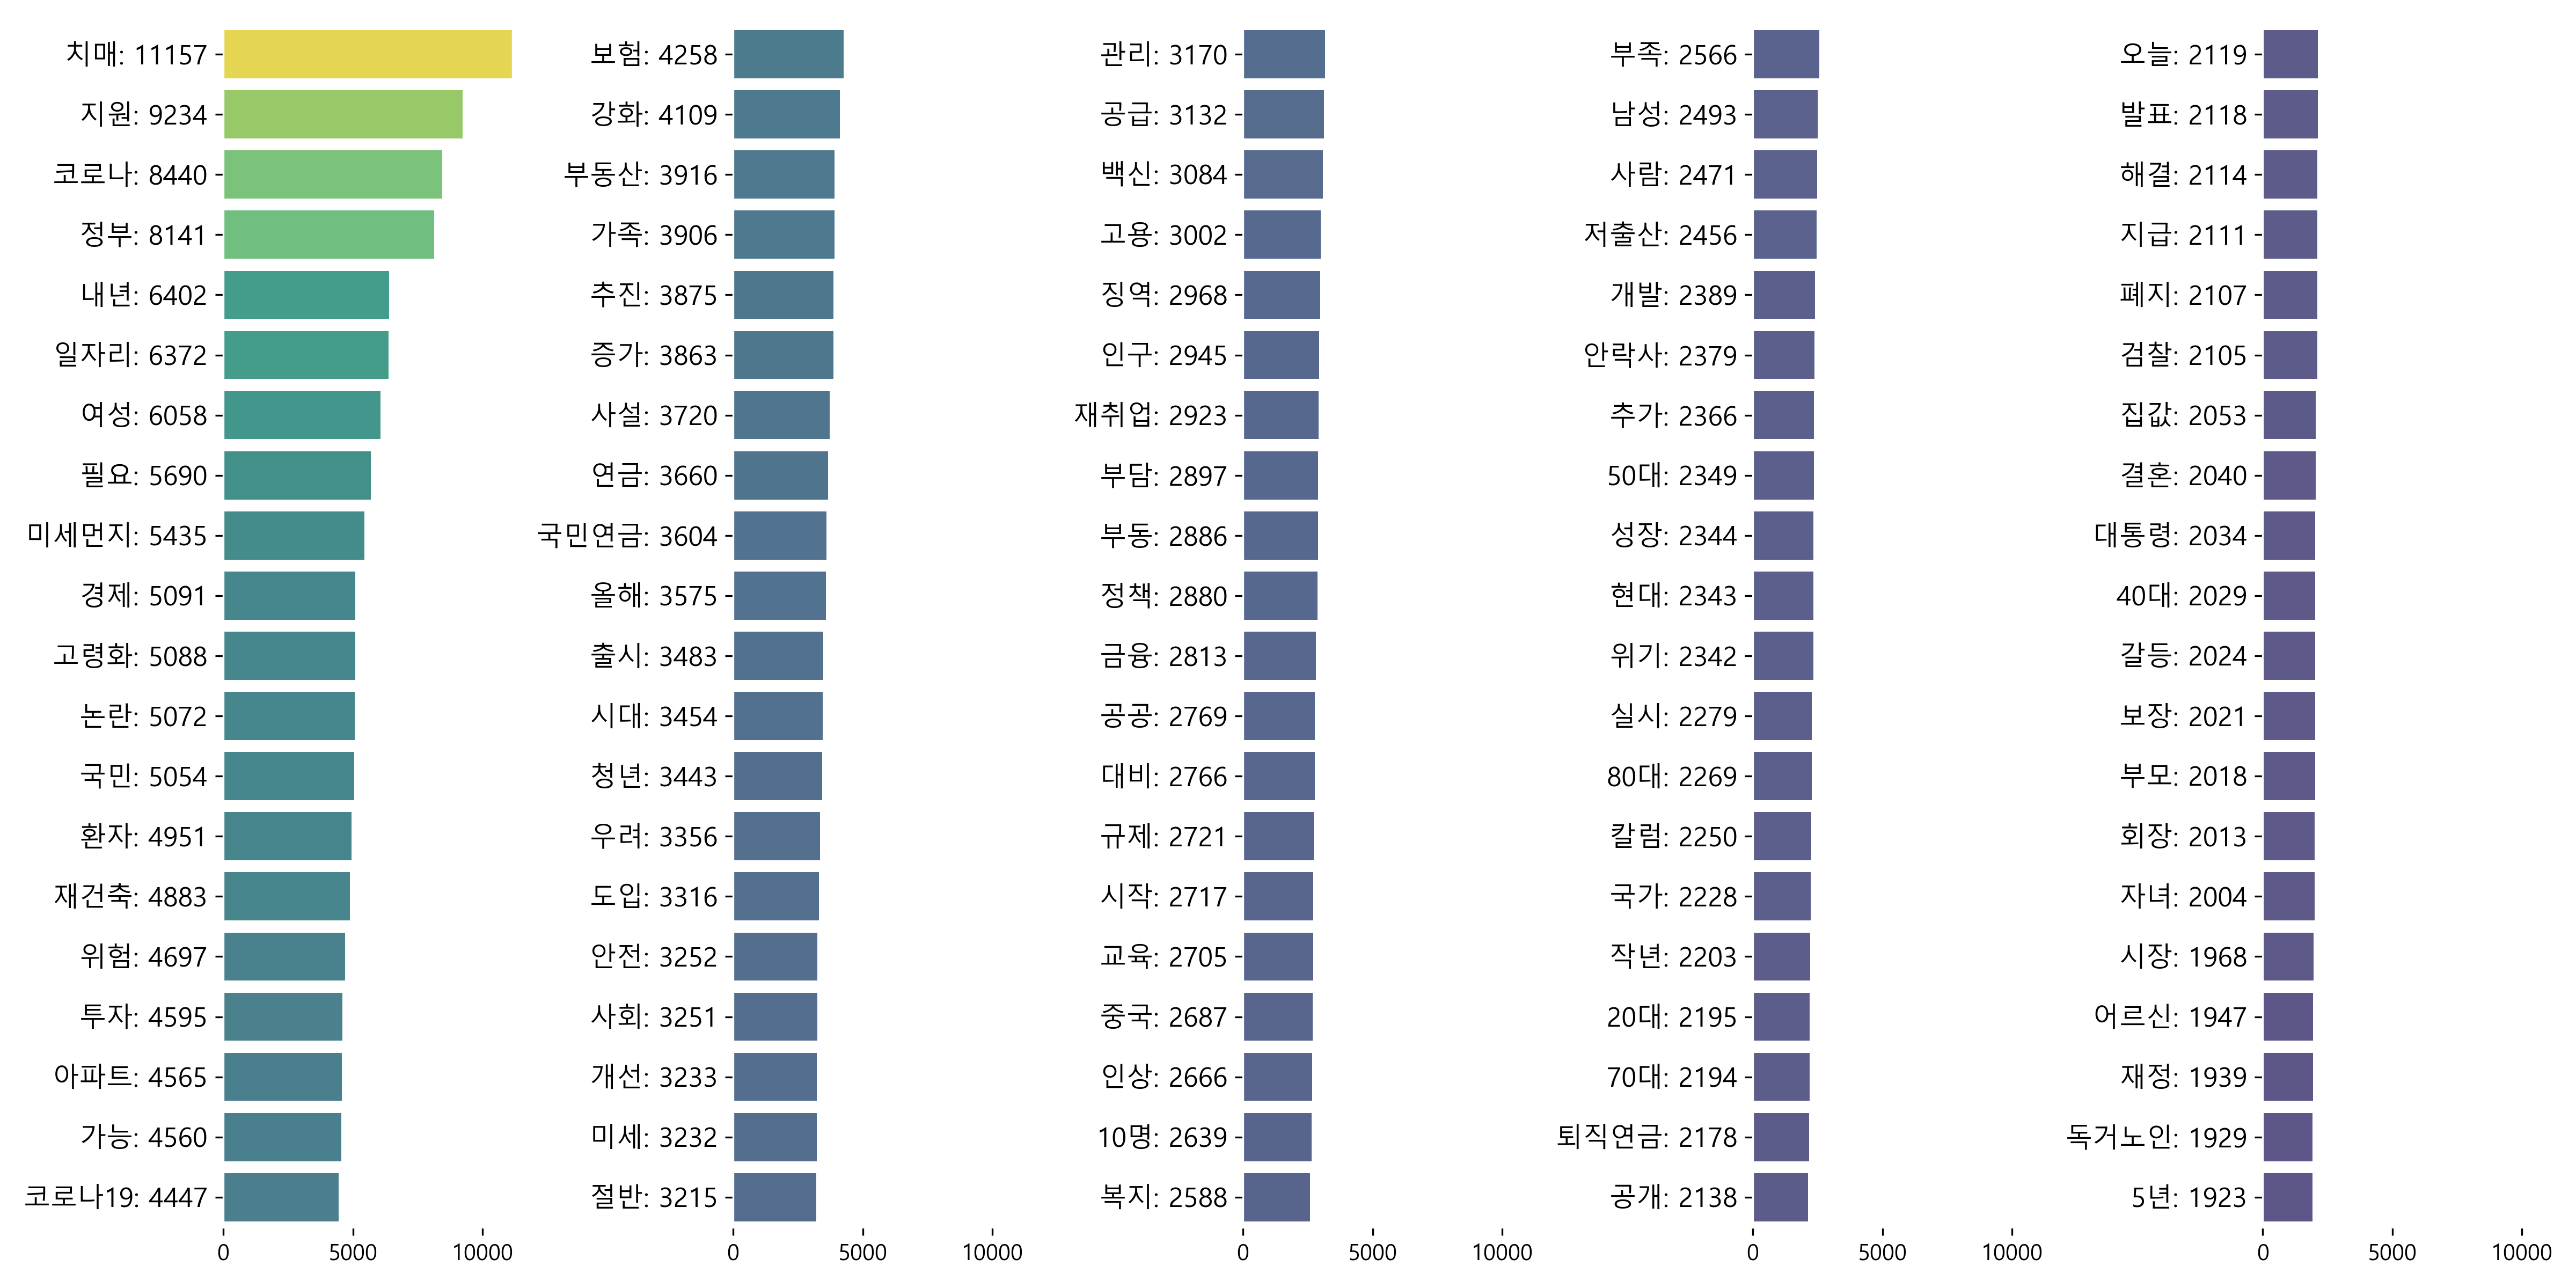 치매: 11157
지원: 9234
코로나: 8440
정부: 8141
내년: 6402
일자리: 6372
여성: 6058
필요: 5690
미세먼지: 5435
경제: 5091
고령화: 5088
논란: 5072
국민: 5054
환자: 4951
재건축: 4883
위험: 4697
투자: 4595
아파트: 4565
가능: 4560
코로나19: 4447
0 5000 10000
보험: 4258
강화: 4109
부동산: 3916
가족: 3906
추진: 3875
증가: 3863
사설: 3720
연금: 3660
국민연금: 3604
올해: 3575
출시: 3483
시대: 3454
청년: 3443
우려: 3356
도입: 3316
안전: 3252
사회: 3251
개선: 3233
미세: 3232
절반: 3215
0 5000 10000
관리: 3170
공급: 3132
백신: 3084
고용: 3002
징역: 2968
인구: 2945
재취업: 2923
부담: 2897
부동: 2886
정책: 2880
금융: 2813
공공: 2769
대비: 2766
규제: 2721
시작: 2717
교육: 2705
중국: 2687
인상: 2666
10명: 2639
복지: 2588
0 5000 10000
부족: 2566
남성: 2493
사람: 2471
저출산: 2456
개발: 2389
안락사: 2379
추가: 2366
50대: 2349
성장: 2344
현대: 2343
위기: 2342
실시: 2279
80대: 2269
칼럼: 2250
국가: 2228
작년: 2203
20대: 2195
70대: 2194
퇴직연금: 2178
공개: 2138
0 5000 10000
오늘: 2119
발표: 2118
해결: 2114
지급: 2111
폐지: 2107
검찰: 2105
집값: 2053
결혼: 2040
대통령: 2034
40대: 2029
갈등: 2024
보장: 2021
부모: 2018
회장: 2013
자녀: 2004
시장: 1968
어르신: 1947
재정: 1939
독거노인: 1929
5년: 1923
0 5000 10000